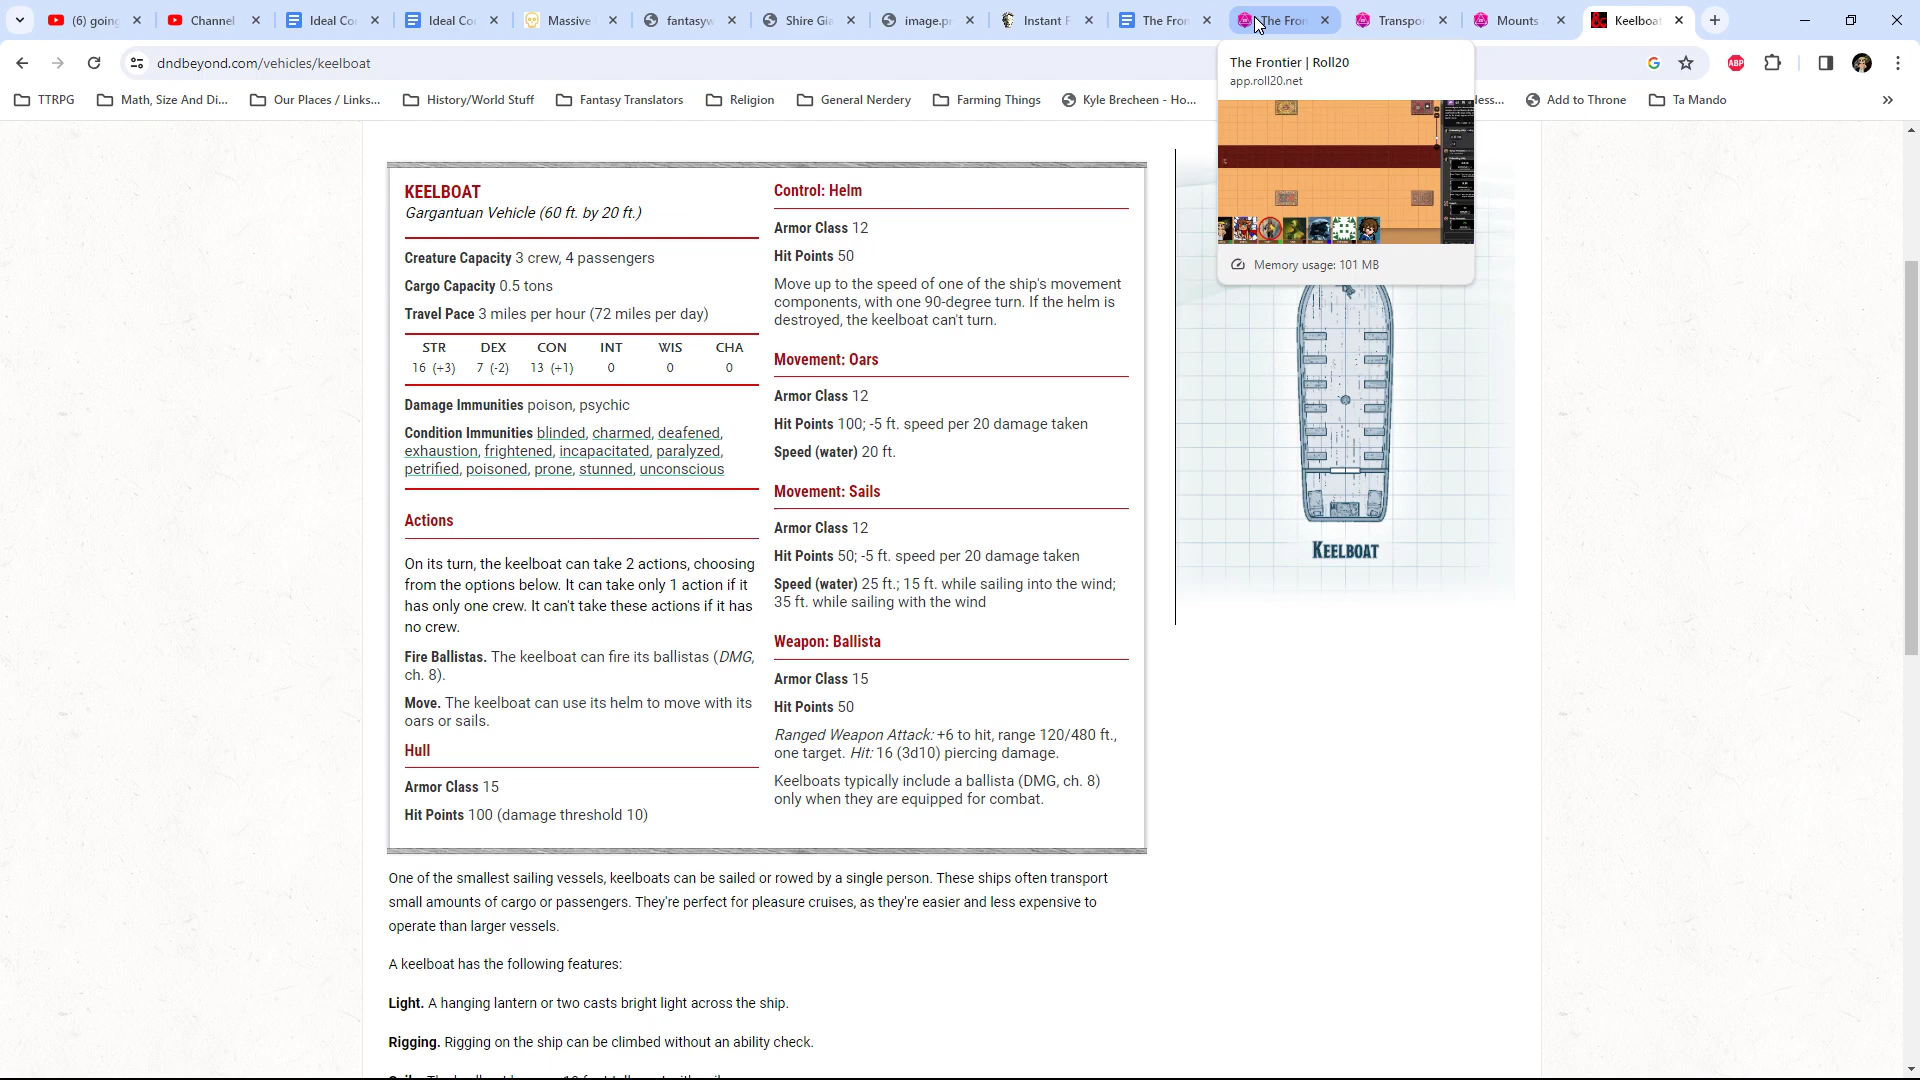 (6) going
Channel
Ideal Co
Ideal Co
Massive
fantasyw
Shire Gia
image.pn
Instant F
The Fron
The Fron
Transpo
Mounts
Keelboat
dndbeyond.com/vehicles/keelboat
ABP
TTRPG
Math, Size And Di...
Our Places / Links...
History/World Stuff
Fantasy Translators
Religion
General Nerdery
Farming Things
Kyle Brecheen - Ho...
less...
Add to Throne
Ta Mando
The Frontier | Roll20
app.roll20.net
Memory usage: 101 MB
KEELBOAT
Gargantuan Vehicle (60 ft. by 20 ft.)
Creature Capacity 3 crew, 4 passengers
Cargo Capacity 0.5 tons
Travel Pace 3 miles per hour (72 miles per day)
STR DEX CON INT WIS CHA
16 (+3) 7 (-2) 13 (+1) 0 0 0
Damage Immunities poison, psychic
Condition Immunities blinded, charmed, deafened,
exhaustion, frightened, incapacitated, paralyzed,
petrified, poisoned, prone, stunned, unconscious
Actions
On its turn, the keelboat can take 2 actions, choosing
from the options below. It can take only 1 action if it
has only one crew. It can't take these actions if it has
no crew.
Fire Ballistas. The keelboat can fire its ballistas (DMG,
ch. 8).
Move. The keelboat can use its helm to move with its
oars or sails.
Hull
Armor Class 15
Hit Points 100 (damage threshold 10)
Control: Helm
Armor Class 12
Hit Points 50
Move up to the speed of one of the ship's movement
components, with one 90-degree turn. If the helm is
destroyed, the keelboat can't turn.
Movement: Oars
Armor Class 12
Hit Points 100; -5 ft. speed per 20 damage taken
Speed (water) 20 ft.
Movement: Sails
Armor Class 12
Hit Points 50; -5 ft. speed per 20 damage taken
Speed (water) 25 ft.; 15 ft. while sailing into the wind;
35 ft. while sailing with the wind
Weapon: Ballista
Armor Class 15
Hit Points 50
Ranged Weapon Attack: +6 to hit, range 120/480 ft.,
one target. Hit: 16 (3d10) piercing damage.
Keelboats typically include a ballista (DMG, ch. 8)
only when they are equipped for combat.
KEELBOAT
One of the smallest sailing vessels, keelboats can be sailed or rowed by a single person. These ships often transport
small amounts of cargo or passengers. They're perfect for pleasure cruises, as they're easier and less expensive to
operate than larger vessels.
A keelboat has the following features:
Light. A hanging lantern or two casts bright light across the ship.
Rigging. Rigging on the ship can be climbed without an ability check.